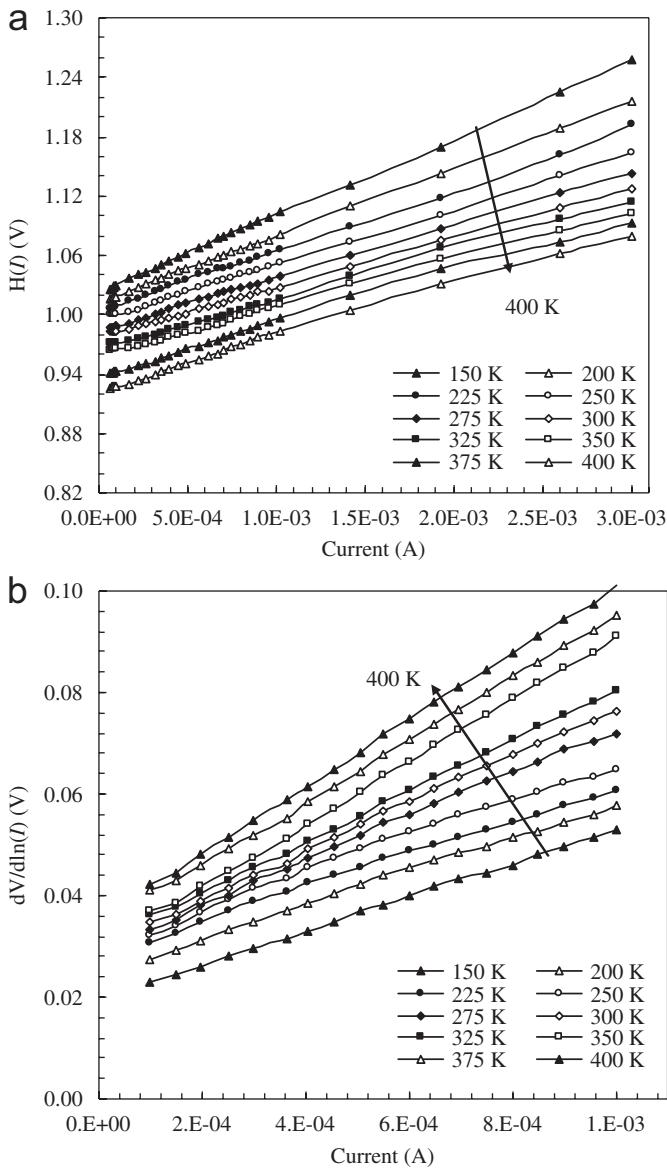 a
1.30
1.24
1.18
1.12
1.06
1.00
0.94
0.88
0.82
H(I) (V)
400 K
150 K 200 K
225 K 250 K
275 K 300 K
325 K 350 K
375 K 400 K
0.0E+00 5.0E-04 1.0E-03 1.5E-03 2.0E-03 2.5E-03 3.0E-03
Current (A)
b
0.10
0.08
0.06
0.04
0.02
0.00
dV/dln(I) (V)
400 K
150 K 200 K
225 K 250 K
275 K 300 K
325 K 350 K
375 K 400 K
0.E+00 2.E-04 4.E-04 6.E-04 8.E-04 1.E-03
Current (A)